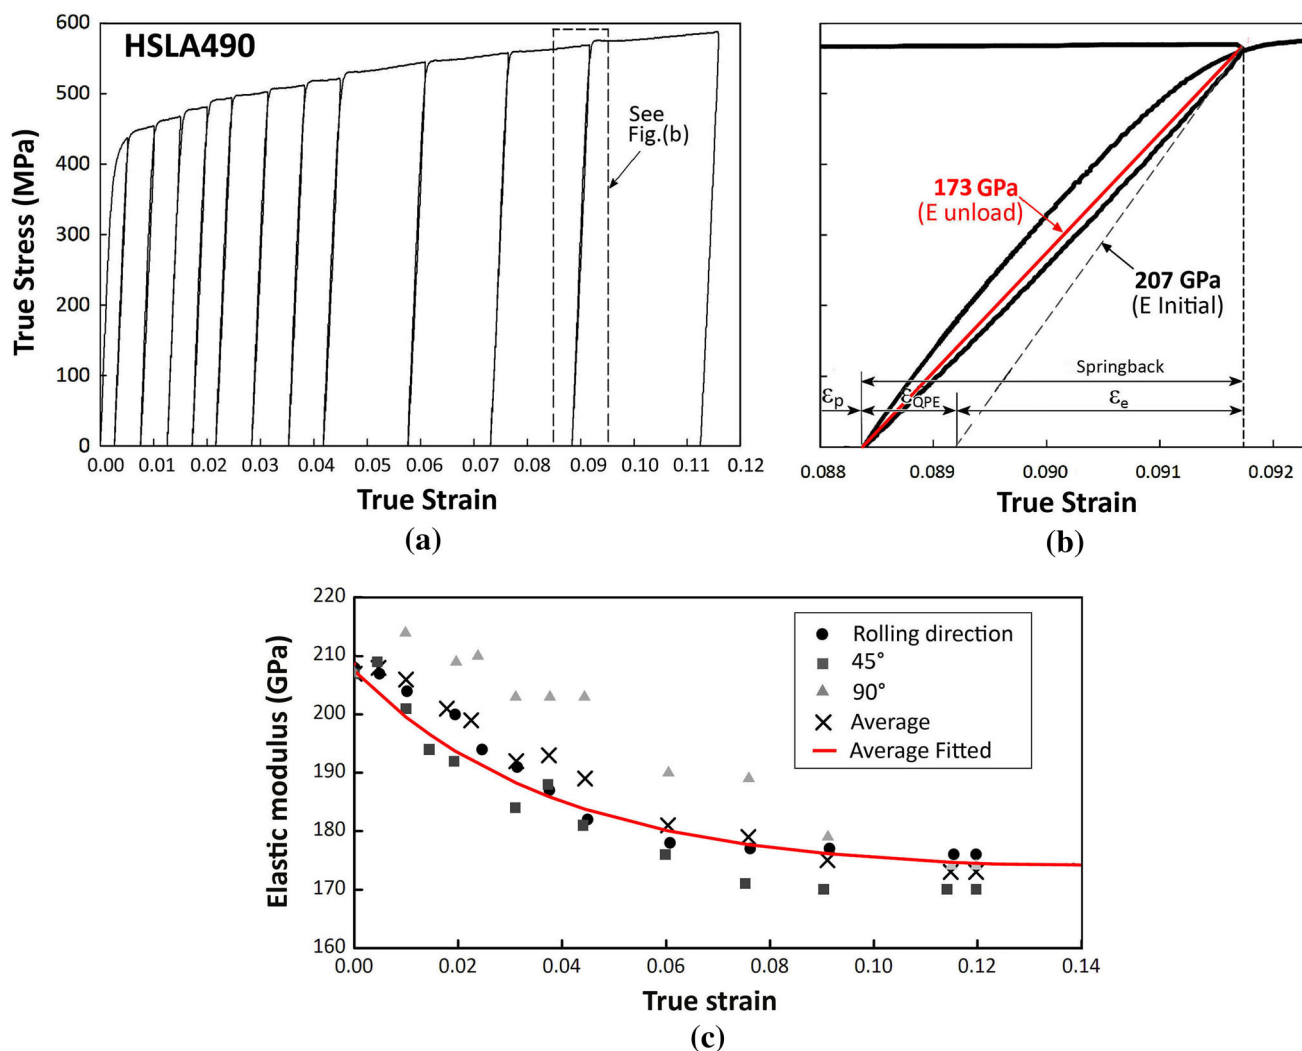 HSLA490
600
500
400
300
200
100
0
True Stress (MPa)
See
Fig.(b)
0.00 0.01 0.02 0.03 0.04 0.05 0.06 0.07 0.08 0.09 0.10 0.11 0.12
True Strain
(a)
173 GPa
(E unload)
207 GPa
(E Initial)
Springback
εp εQPE εe
0.088 0.089 0.090 0.091 0.092
True Strain
(b)
220
210
200
190
180
170
160
Elastic modulus (GPa)
Rolling direction
45°
90°
Average
Average Fitted
0.00 0.02 0.04 0.06 0.08 0.10 0.12 0.14
True strain
(c)